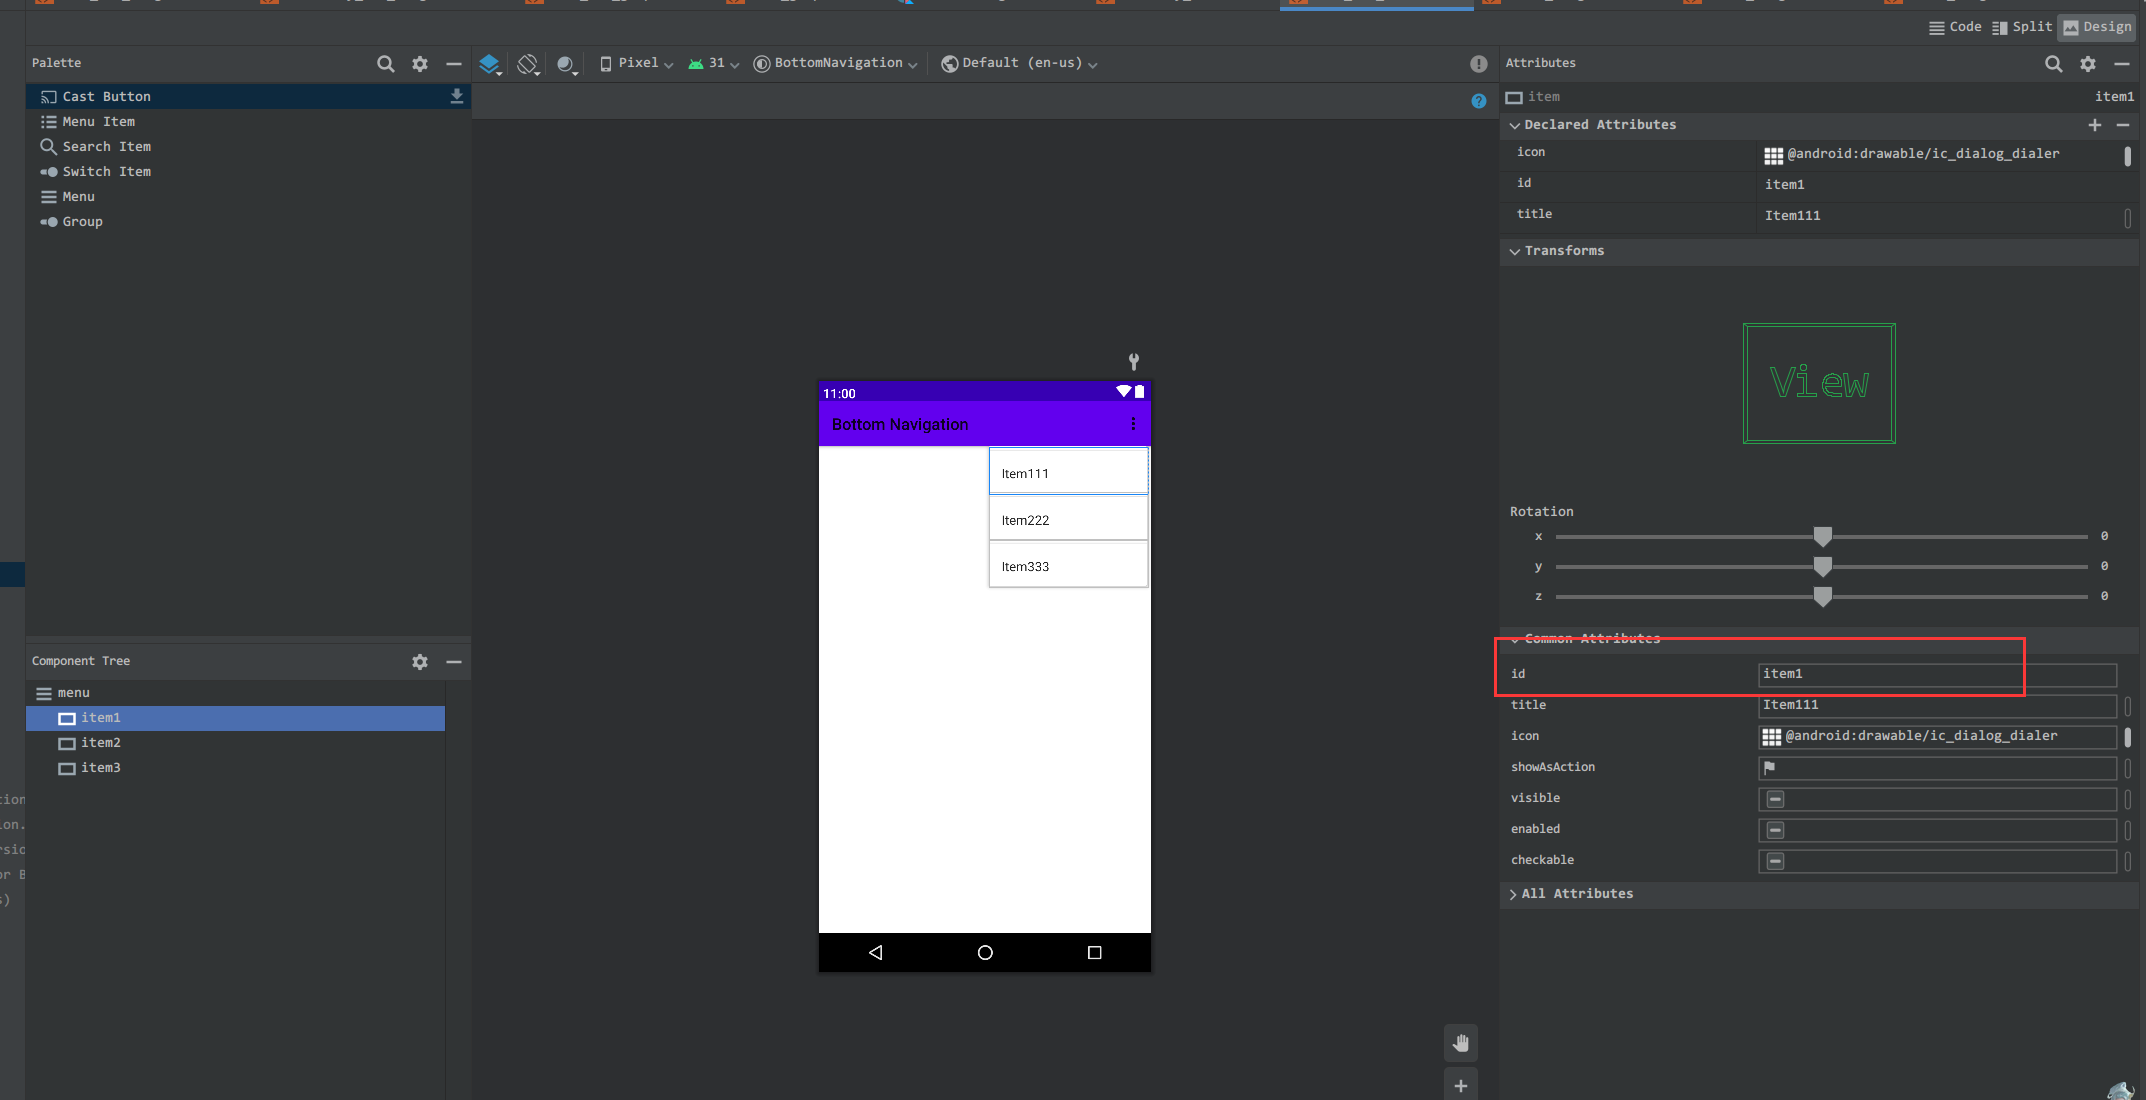 Code Split Design
Palette
Pixel 31 BottomNavigation Default (en-us)
Attributes
Cast Button
Menu Item
Search Item
Switch Item
Menu
Group
item item1
Declared Attributes
icon @android:drawable/ic_dialog_dialer
id item1
title Item111
Transforms
View
Rotation
x 0
y 0
z 0
11:00
Bottom Navigation
Item111
Item222
Item333
Component Tree
menu
item1
item2
item3
Common Attributes
id item1
title Item111
icon @android:drawable/ic_dialog_dialer
showAsAction
visible
enabled
checkable
All Attributes